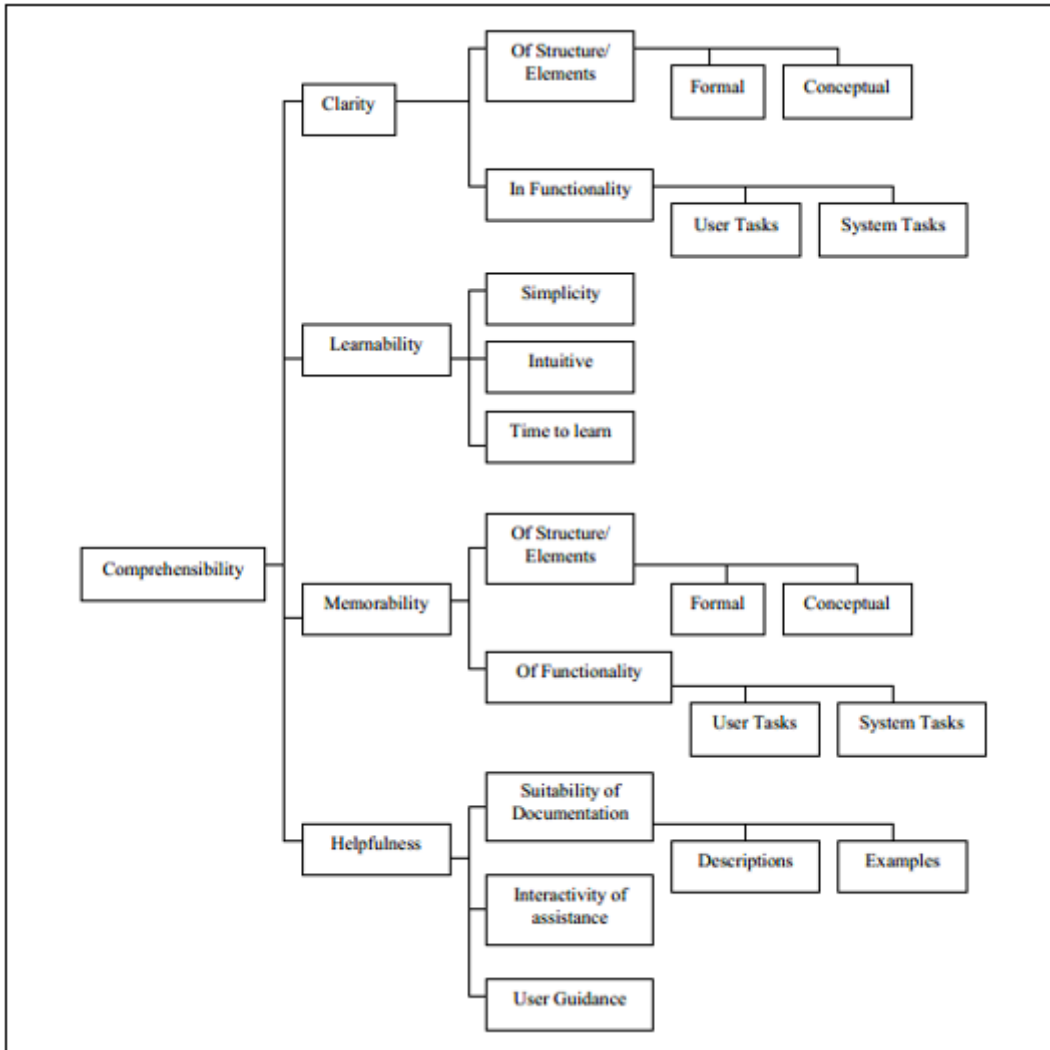 Of Structure/
Elements
Formal
Conceptual
Clarity
In Functionality
User Tasks
System Tasks
Simplicity
Learnability
Intuitive
Time to learn
Comprehensibility
Of Structure/
Elements
Formal
Conceptual
Memorability
Of Functionality
User Tasks
System Tasks
Suitability of
Documentation
Descriptions
Examples
Helpfulness
Interactivity of
assistance
User Guidance